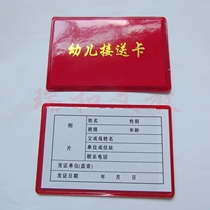 幼儿接送卡
相片
姓名 性别
班级 年龄
父或母姓名
单位或住址
联系电话
发证单位(盖章)
发证日期 年 月 日